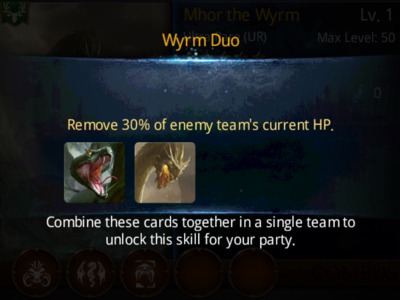 Mhor the Wyrm Lv. 1
(UR) Max Level: 50
Wyrm Duo
0
Remove 30% of enemy team's current HP.
Combine these cards together in a single team to
unlock this skill for your party.